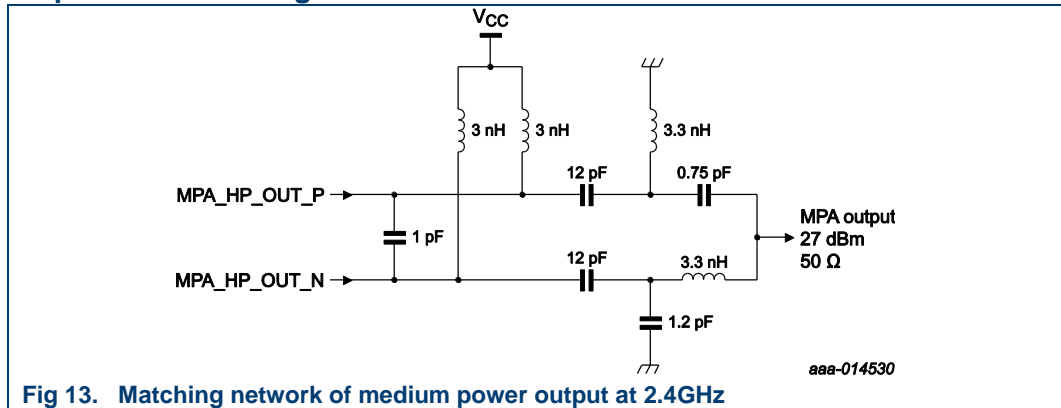 VCC
3 nH
3 nH
3.3 nH
12 pF
0.75 pF
MPA_HP_OUT_P
1 pF
MPA output
27 dBm
50 Ω
MPA_HP_OUT_N
12 pF
3.3 nH
1.2 pF
aaa-014530
Fig 13. Matching network of medium power output at 2.4GHz